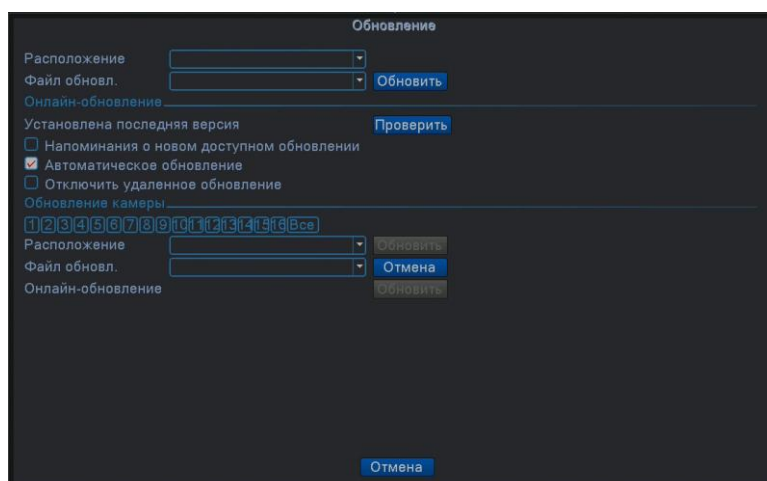 Обновление
Расположение
Файл обновл. Обновить
Онлайн-обновление
Установлена последняя версия Проверить
Напоминания о новом доступном обновлении
Автоматическое обновление
Отключить удаленное обновление
Обновление камеры
1 2 3 4 5 6 7 8 9 10 11 12 13 14 15 16 Все
Расположение Обновить
Файл обновл. Отмена
Онлайн-обновление Обновить
Отмена